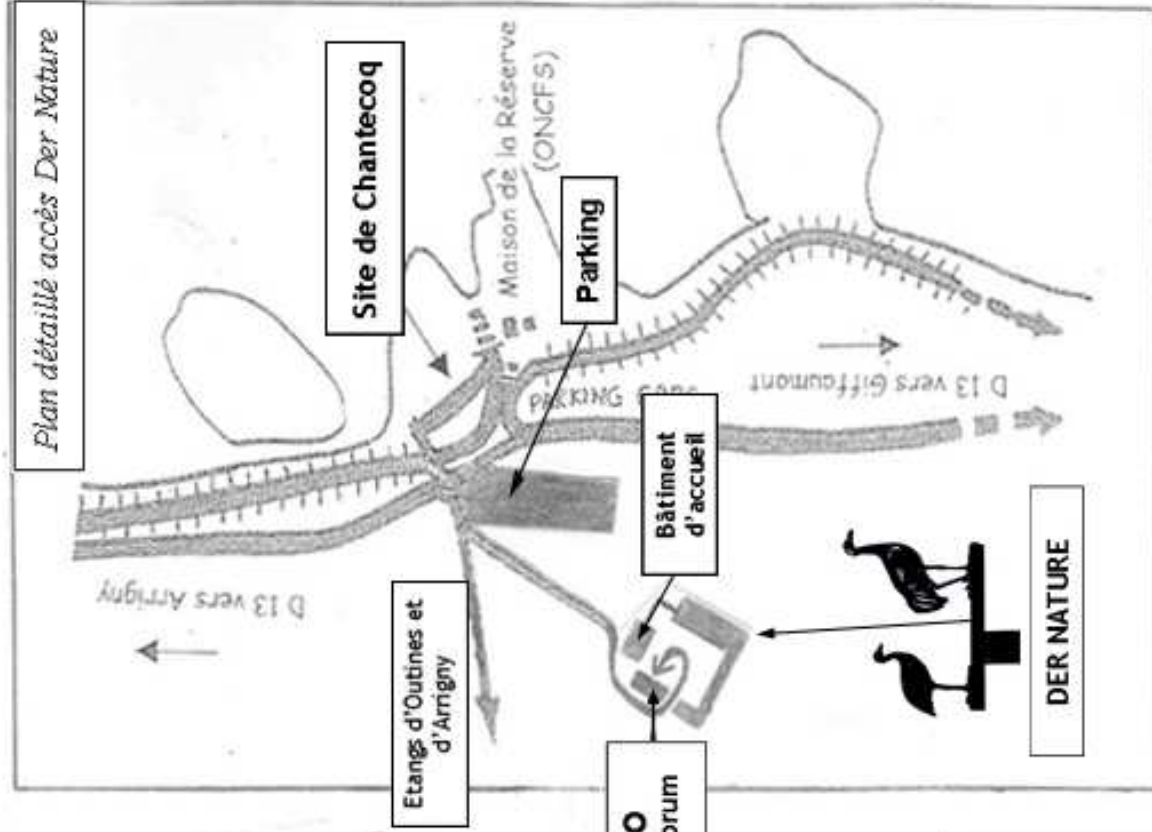 Plan détaillé accès Der Nature
Site de Chantecoq
Maison de la Réserve
(ONCFS)
Parking
PARKING
D 13 vers Giffaumont
D 13 vers Arrigny
Bâtiment
d'accueil
Etangs d'Outines et
d'Arrigny
O
orum
DER NATURE